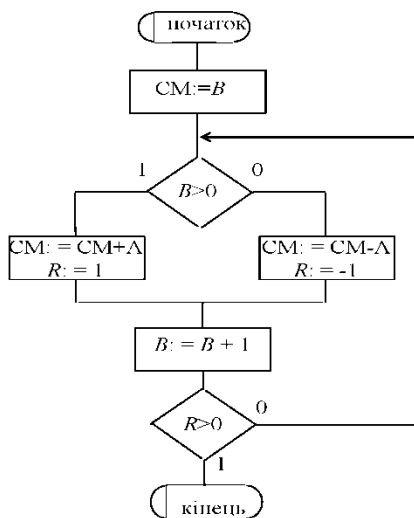 початок
СМ:=B
1
0
B>0
СМ: = СМ+А
R: = 1
СМ: = СМ-А
R: = -1
B: = B + 1
R>0
0
1
кінець